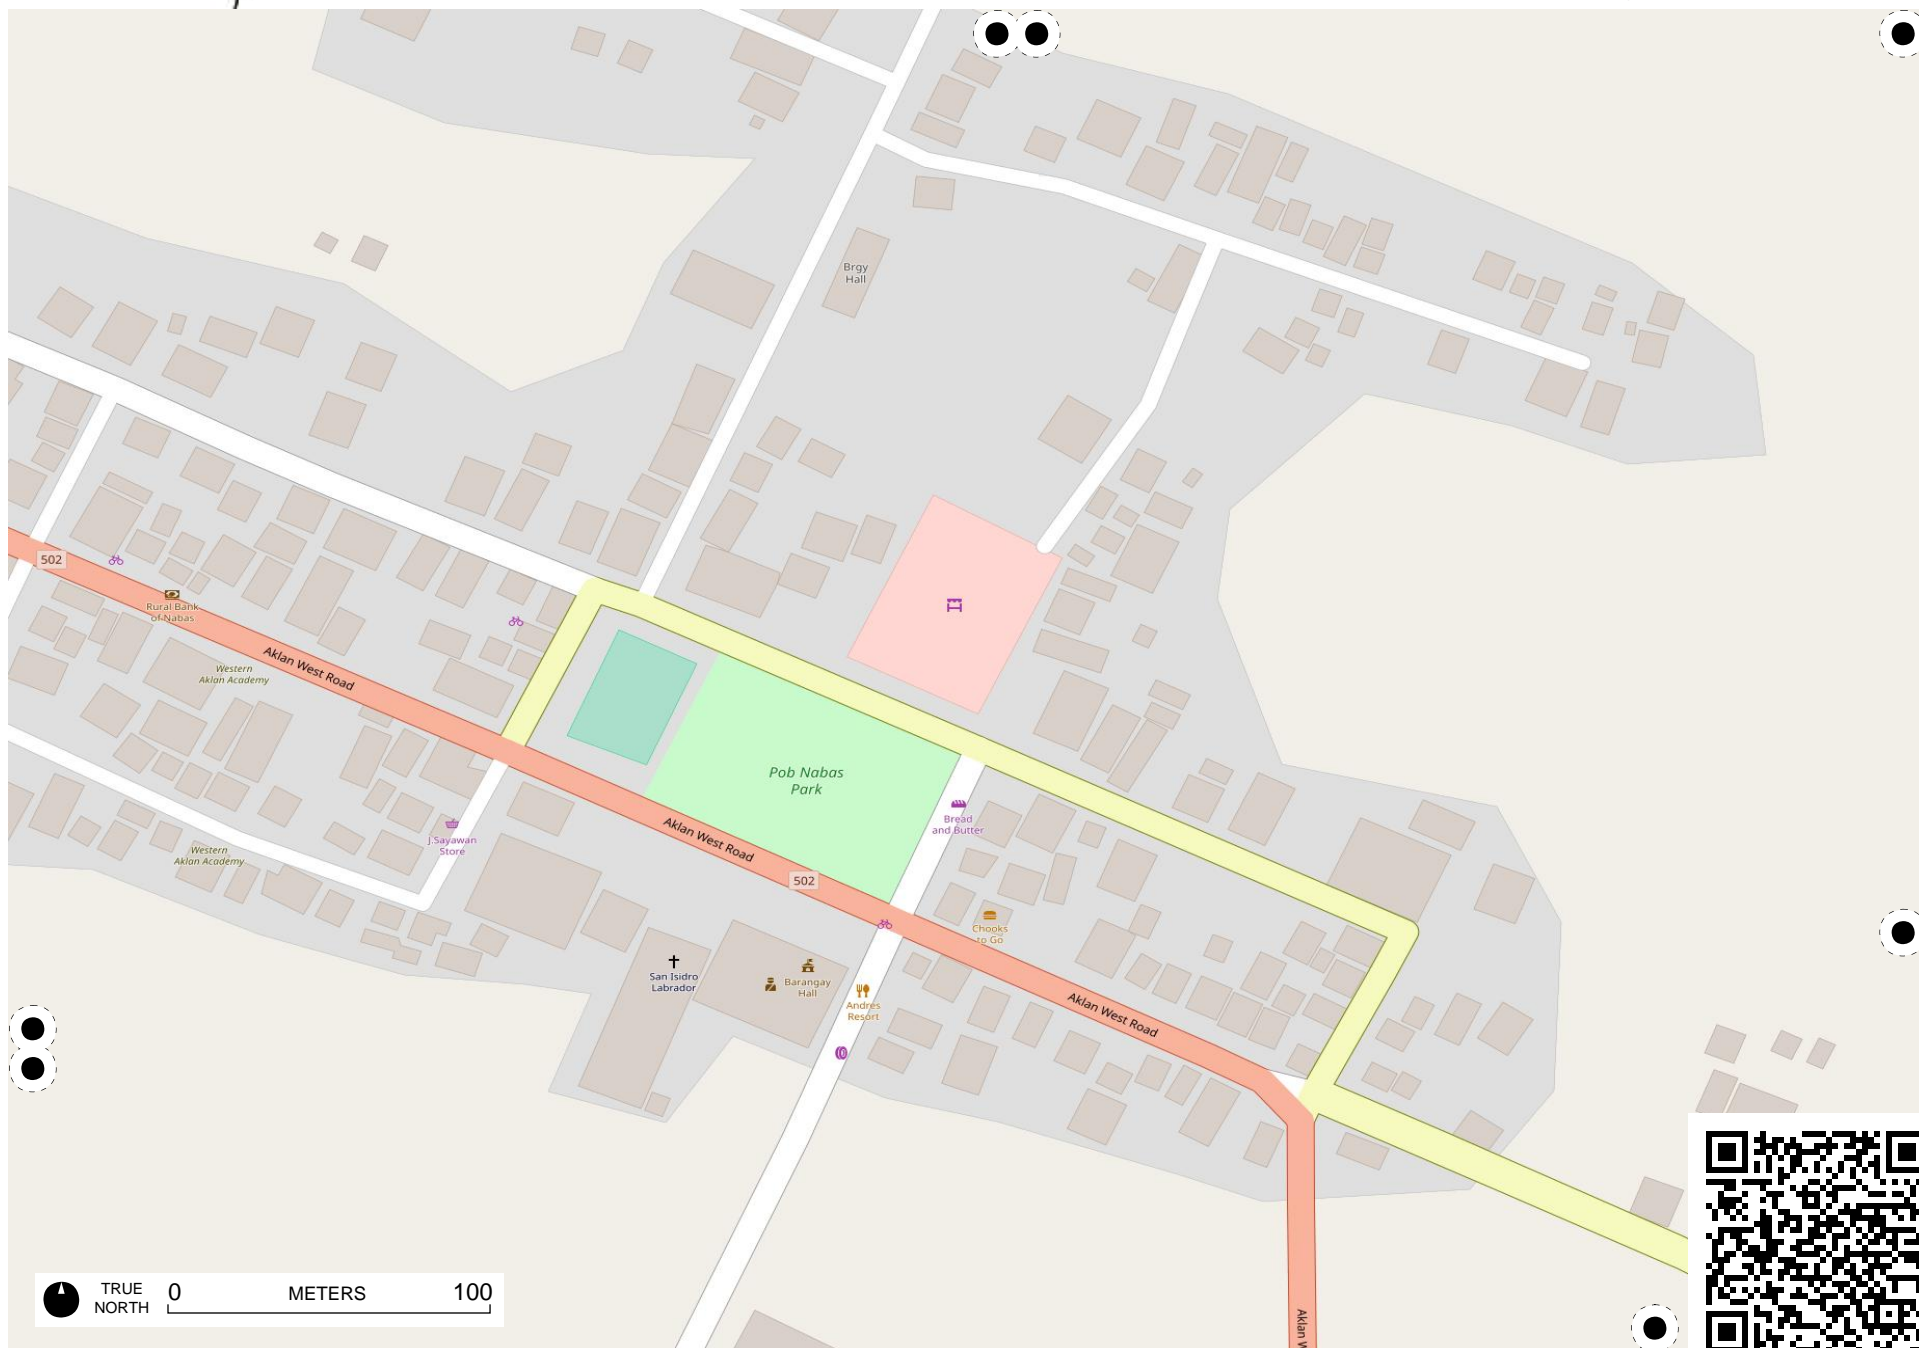 Brgy
Hall
502
Rural Bank
of Nabas
Aklan West Road
Western
Aklan Academy
Pob Nabas
Park
Bread
and Butter
J.Sayawan
Store
Aklan West Road
Western
Aklan Academy
502
Chooks
to Go
San Isidro
Labrador
Barangay
Hall
Andres
Resort
Aklan West Road
TRUE
NORTH
0 METERS 100
Aklan W